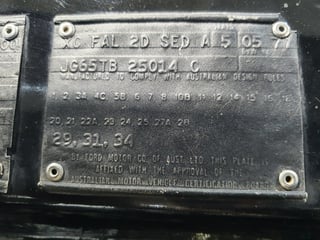 XC FAL 2D SED A 5 05 77
JG65TB 25014 C
MANUFACTURED TO COMPLY WITH AUSTRALIAN DESIGN RULES
1 2 31 4C 5B 6 7 8 10B 11 12 14 15 16 18
20 21 22A 23 24 25 27A 28
29, 31, 34
BY FORD MOTOR CO OF AUST LTD THIS PLATE IS
AFFIXED WITH THE APPROVAL OF THE
AUSTRALIAN MOTOR VEHICLE CERTIFICATION BOARD